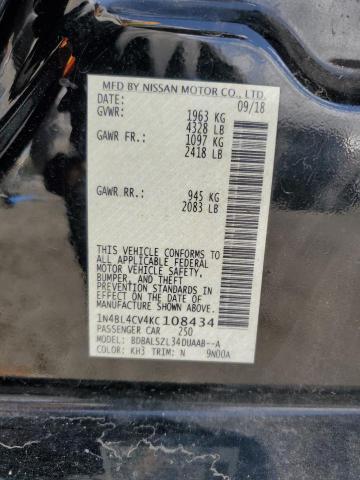 MFD BY NISSAN MOTOR CO., LTD.
DATE: 09/18
GVWR: 1963 KG
4328 LB
GAWR FR.: 1097 KG
2418 LB
GAWR RR.: 945 KG
2083 LB
THIS VEHICLE CONFORMS TO
ALL APPLICABLE FEDERAL
MOTOR VEHICLE SAFETY,
BUMPER, AND THEFT
PREVENTION STANDARDS
IN EFFECT ON THE DATE OF
MANUFACTURE SHOWN ABOVE.
1N4BL4CV4KC108434
PASSENGER CAR 250
MODEL: BDBALSZL34DUAAB--A
COLOR: KH3 TRIM: N 9N00A